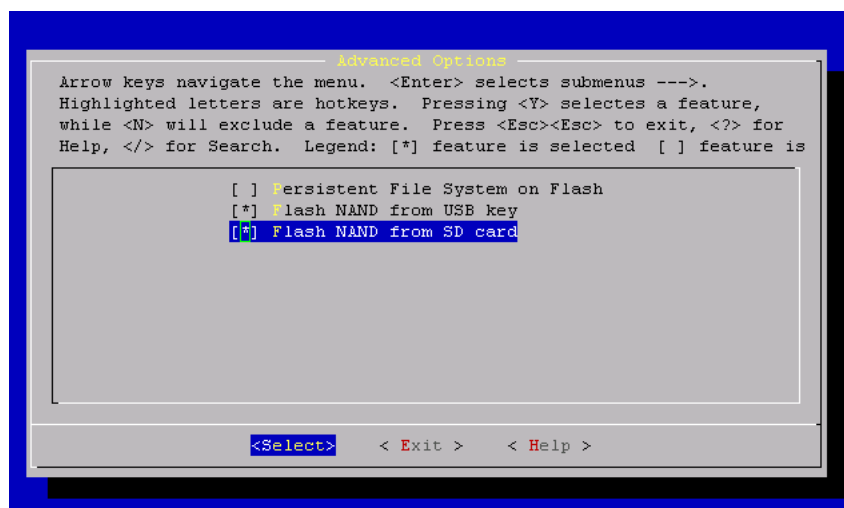 Advanced Options
Arrow keys navigate the menu. <Enter> selects submenus --->.
Highlighted letters are hotkeys. Pressing <Y> selectes a feature,
while <N> will exclude a feature. Press <Esc><Esc> to exit, <?> for
Help, </> for Search. Legend: [*] feature is selected [ ] feature is
[ ] Persistent File System on Flash
[*] Flash NAND from USB key
[*] Flash NAND from SD card
<Select> < Exit > < Help >